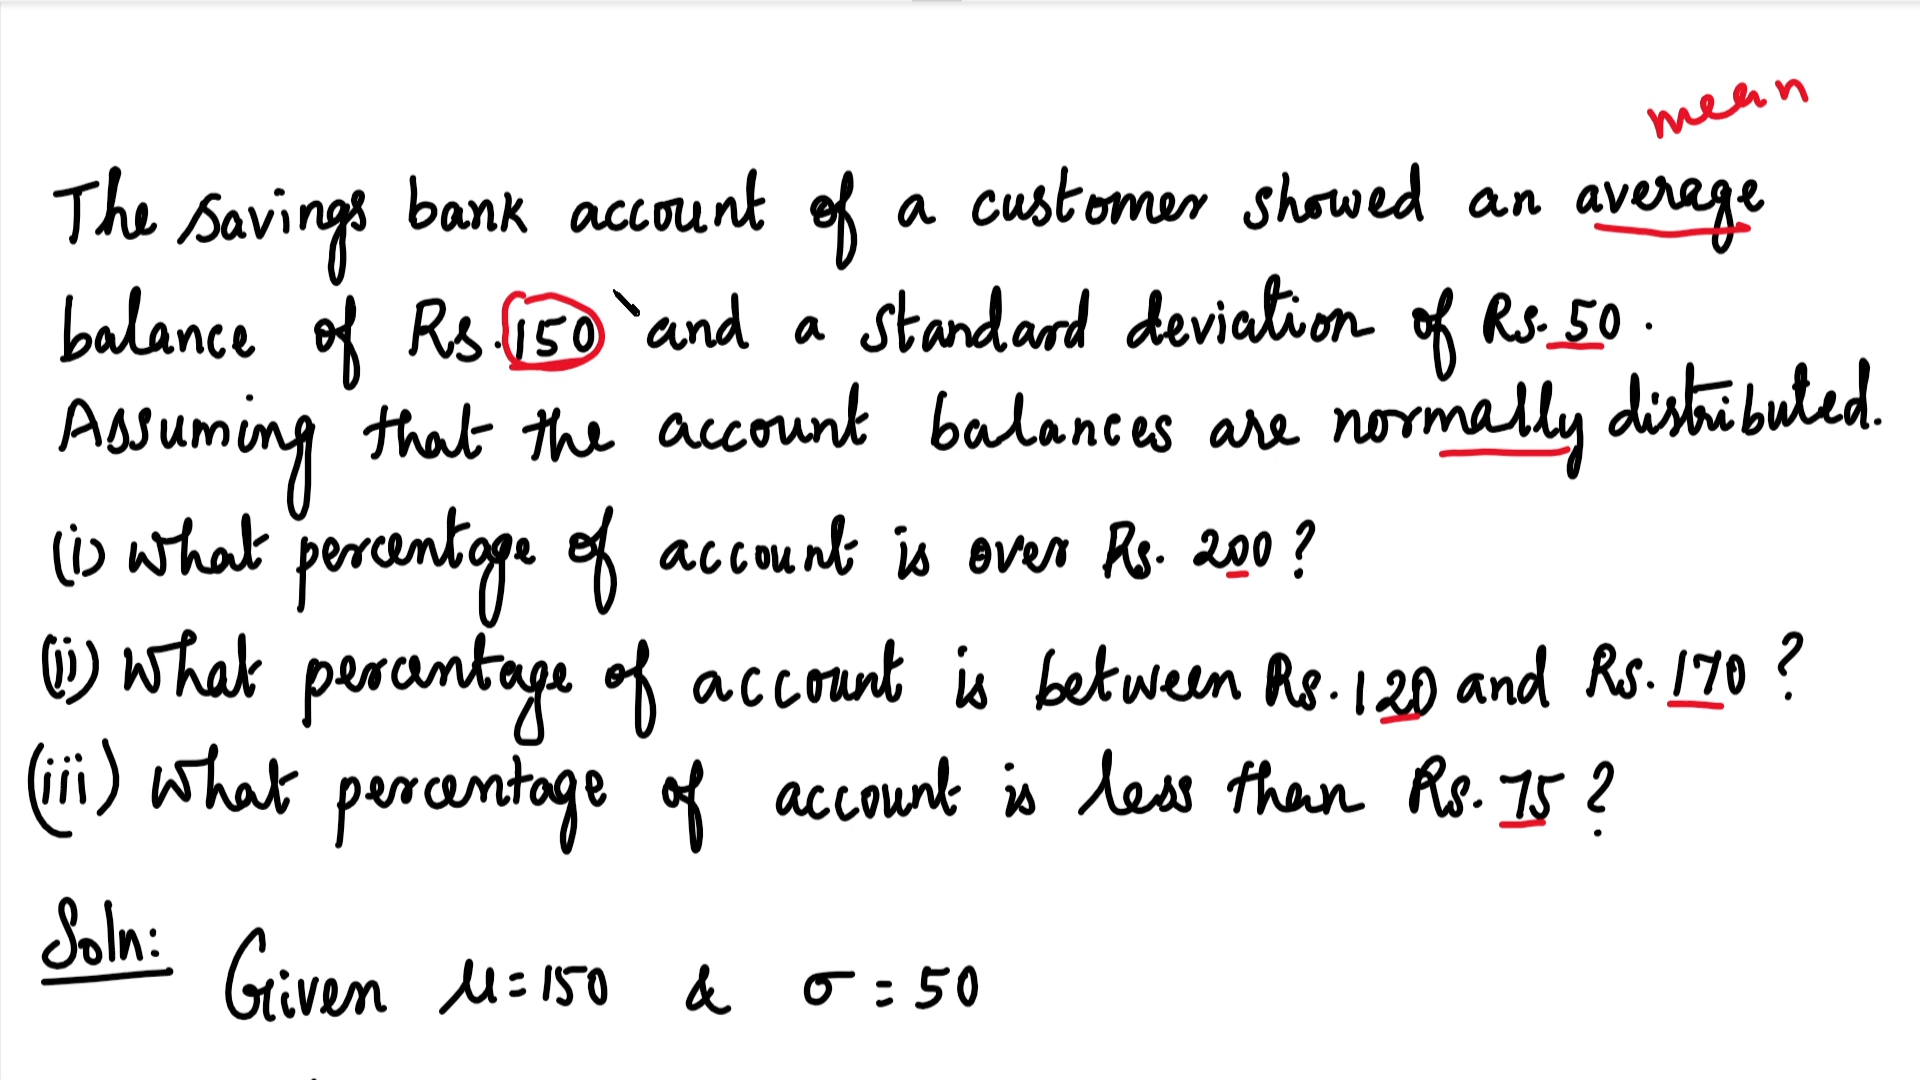 mean
The savings bank account of a customer showed an average
balance of Rs.150 and a standard deviation of Rs. 50.
Assuming that the account balances are normally distributed.
(i) what percentage of account is over Rs. 200?
(ii) what percentage of account is between Rs. 120 and Rs. 170?
(iii) what percentage of account is less than Rs. 75?
Soln:
Given μ=150 & σ = 50